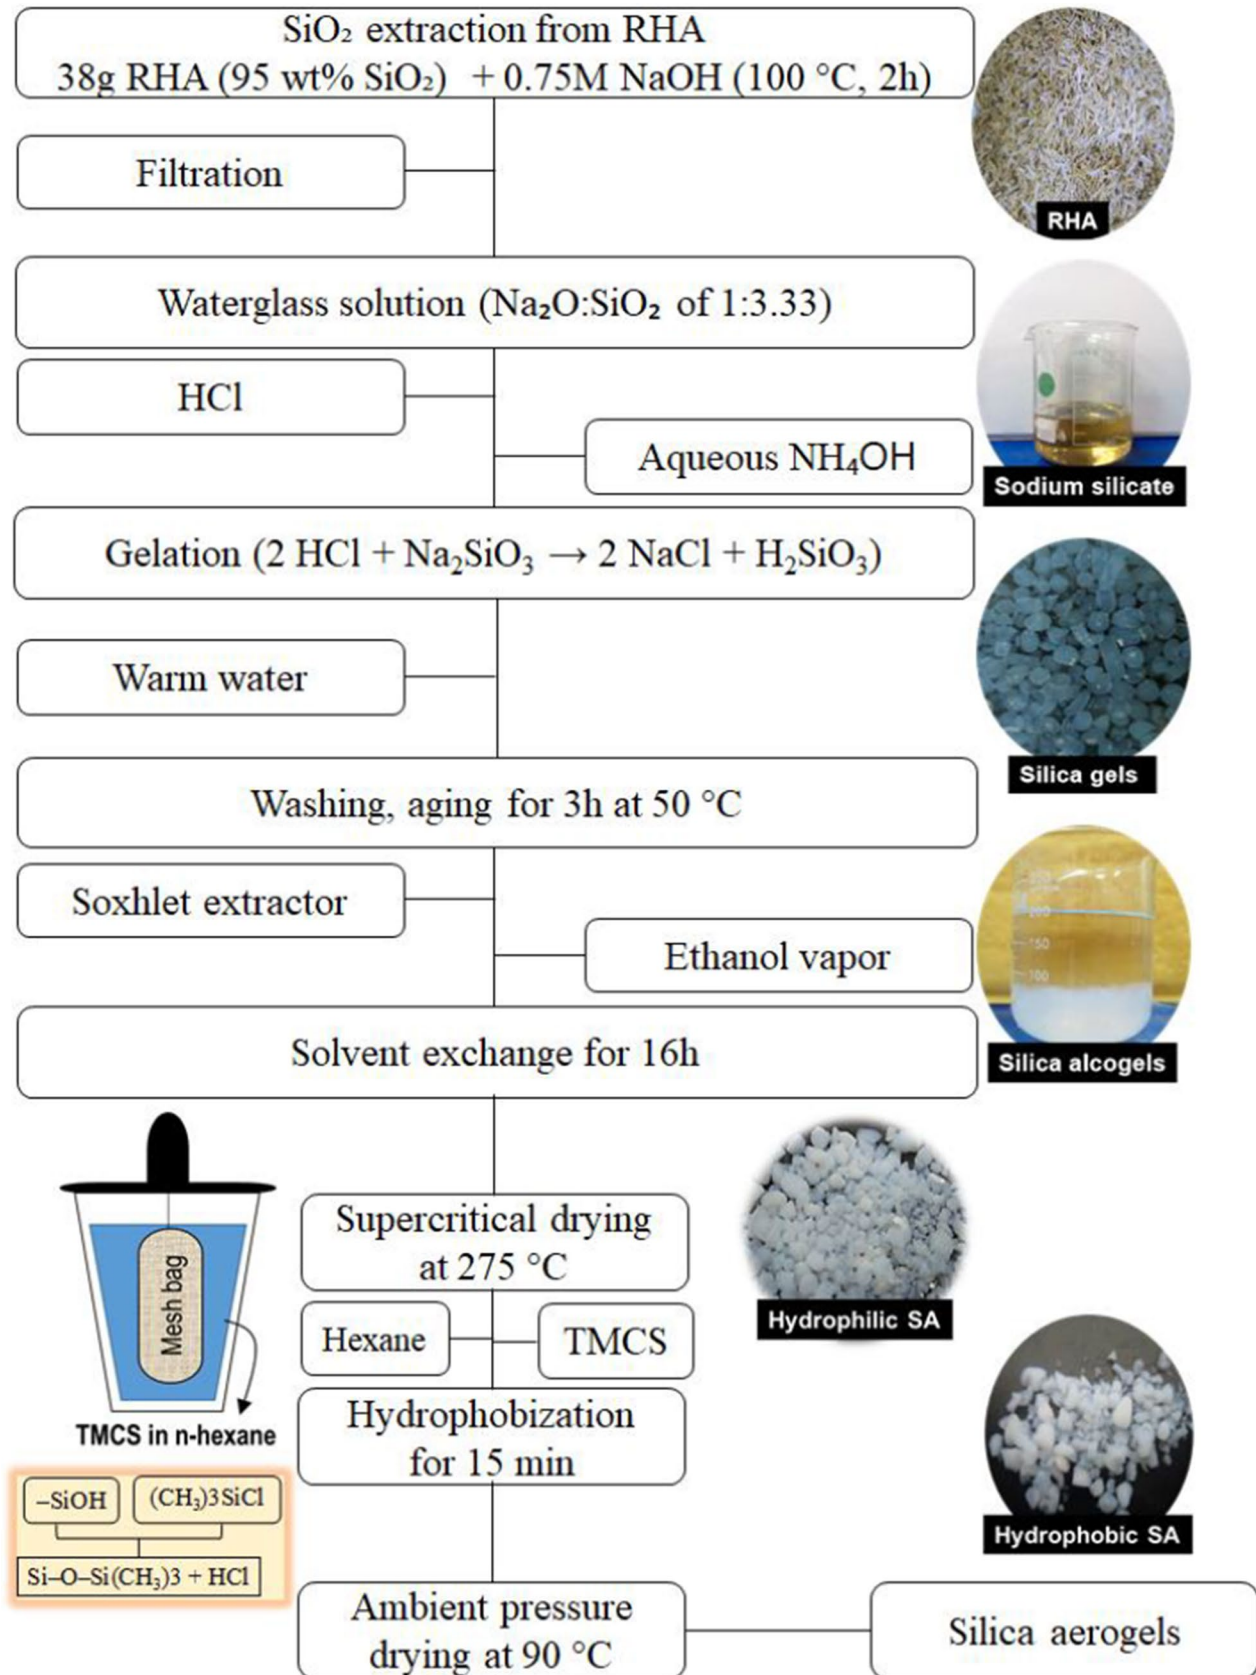 SiO₂ extraction from RHA
38g RHA (95 wt% SiO₂) + 0.75M NaOH (100 °C, 2h)
RHA
Filtration
Waterglass solution (Na₂O:SiO₂ of 1:3.33)
HCl
Aqueous NH₄OH
Sodium silicate
Gelation (2 HCl + Na₂SiO₃ → 2 NaCl + H₂SiO₃)
Warm water
Silica gels
Washing, aging for 3h at 50 °C
Soxhlet extractor
Ethanol vapor
200
150
100
Solvent exchange for 16h
Silica alcogels
Supercritical drying
at 275 °C
Mesh bag
Hydrophilic SA
Hexane
TMCS
TMCS in n-hexane
Hydrophobization
for 15 min
–SiOH
(CH₃)3SiCl
Si–O–Si(CH₃)3 + HCl
Hydrophobic SA
Ambient pressure
drying at 90 °C
Silica aerogels